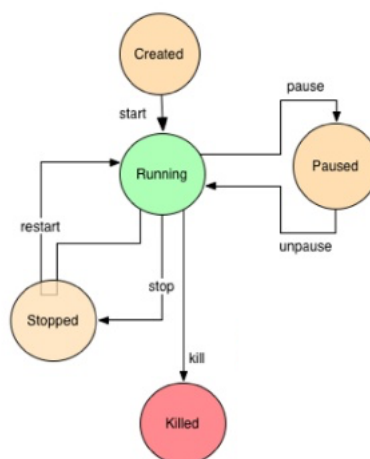 Created
start
pause
Running
Paused
restart
unpause
stop
Stopped
kill
Killed